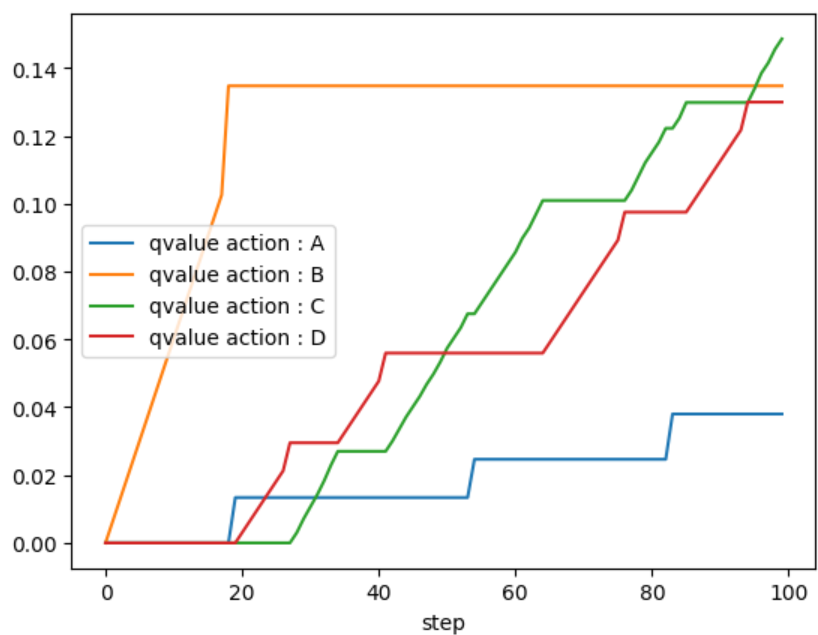 0.14
0.12
0.10
0.08
0.06
0.04
0.02
0.00
qvalue action : A
qvalue action : B
qvalue action : C
qvalue action : D
0 20 40 60 80 100
step